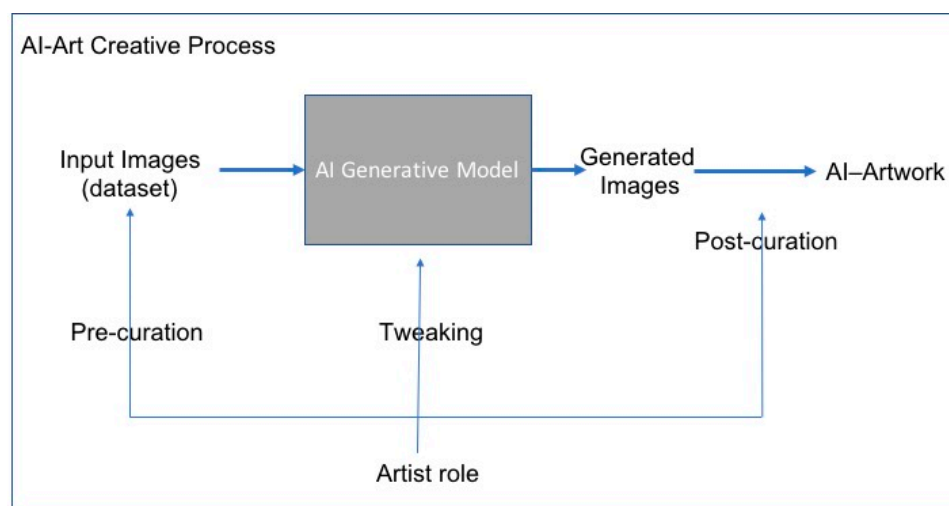 AI-Art Creative Process
Input Images
(dataset)
AI Generative Model
Generated
Images
AI–Artwork
Post-curation
Pre-curation
Tweaking
Artist role